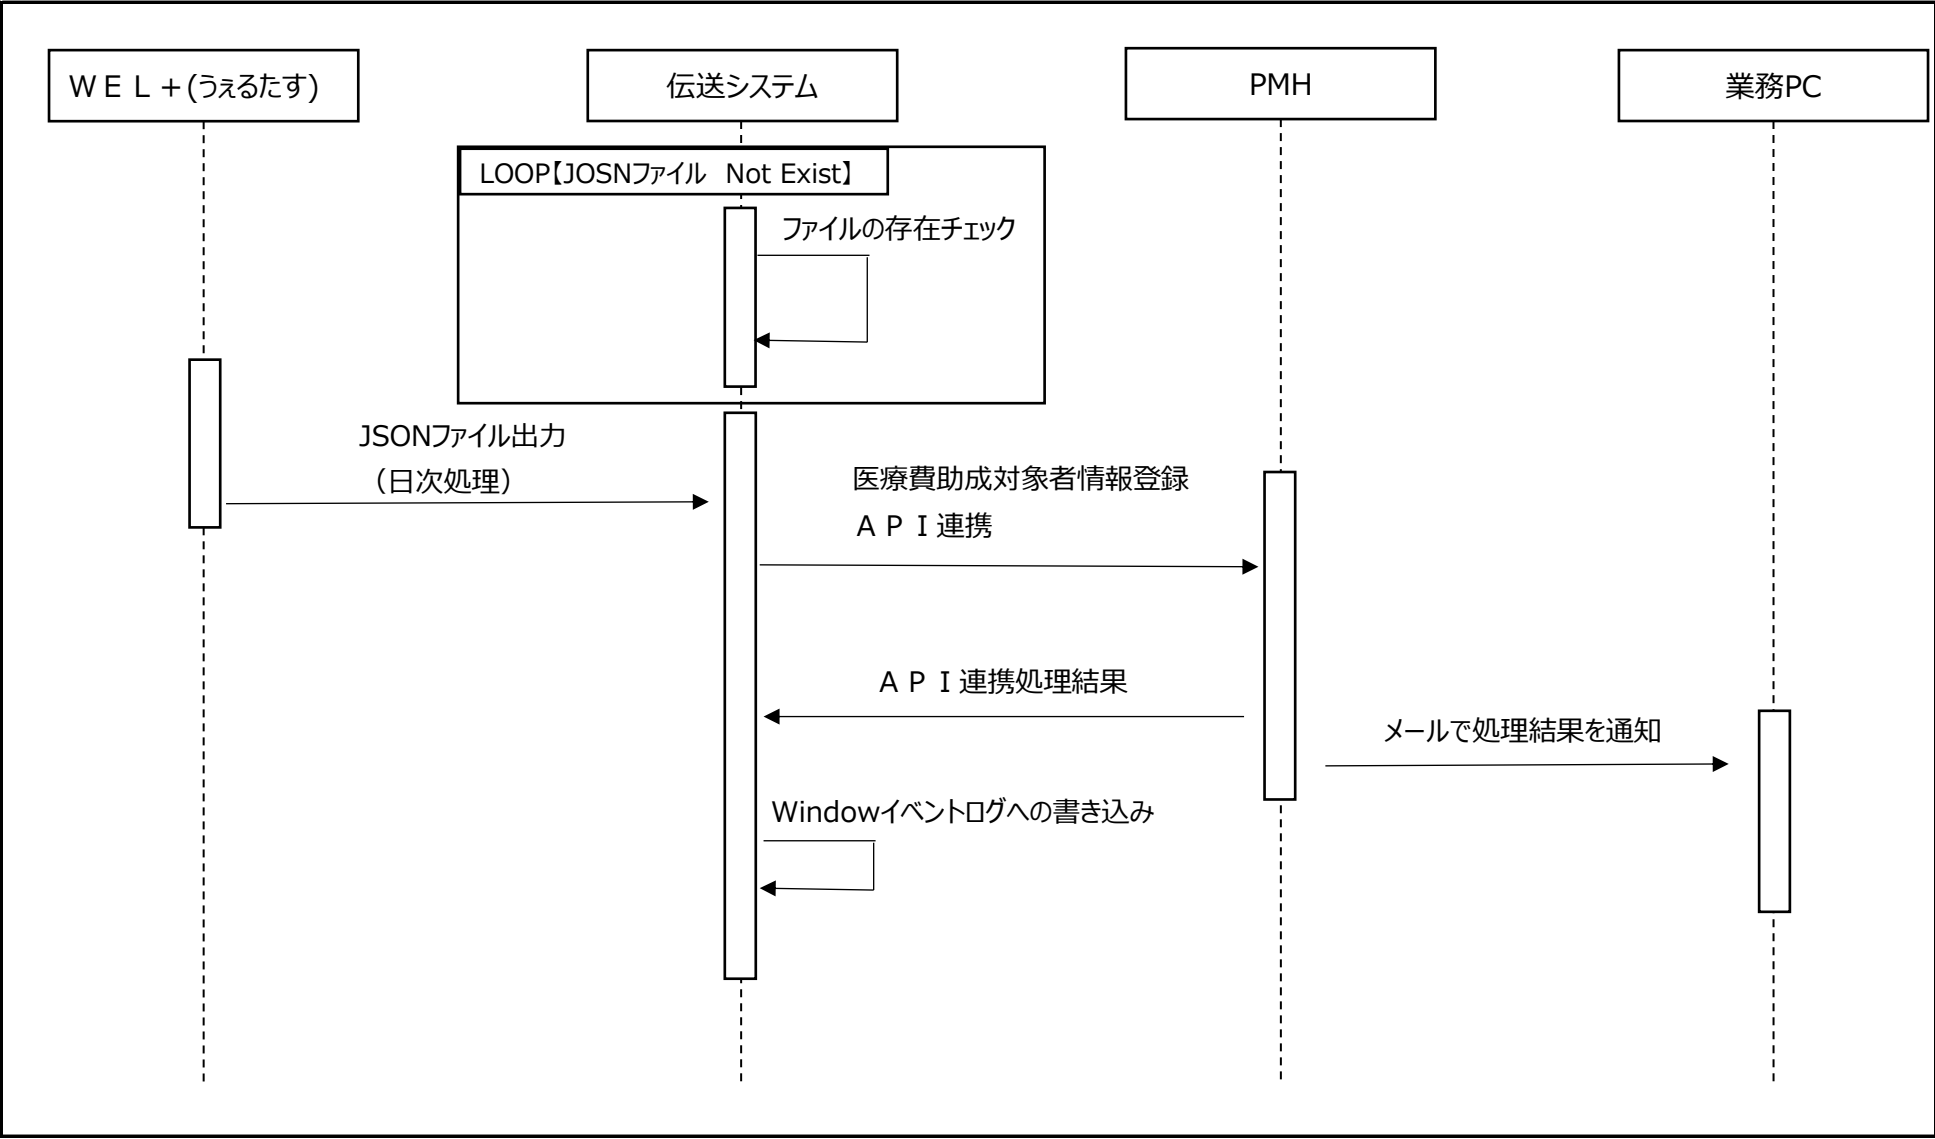 ＷＥＬ＋(うぇるたす)
伝送システム
PMH
業務PC
LOOP【JOSNファイル　Not Exist】
ファイルの存在チェック
JSONファイル出力
（日次処理）
医療費助成対象者情報登録
ＡＰＩ連携
ＡＰＩ連携処理結果
メールで処理結果を通知
Windowイベントログへの書き込み